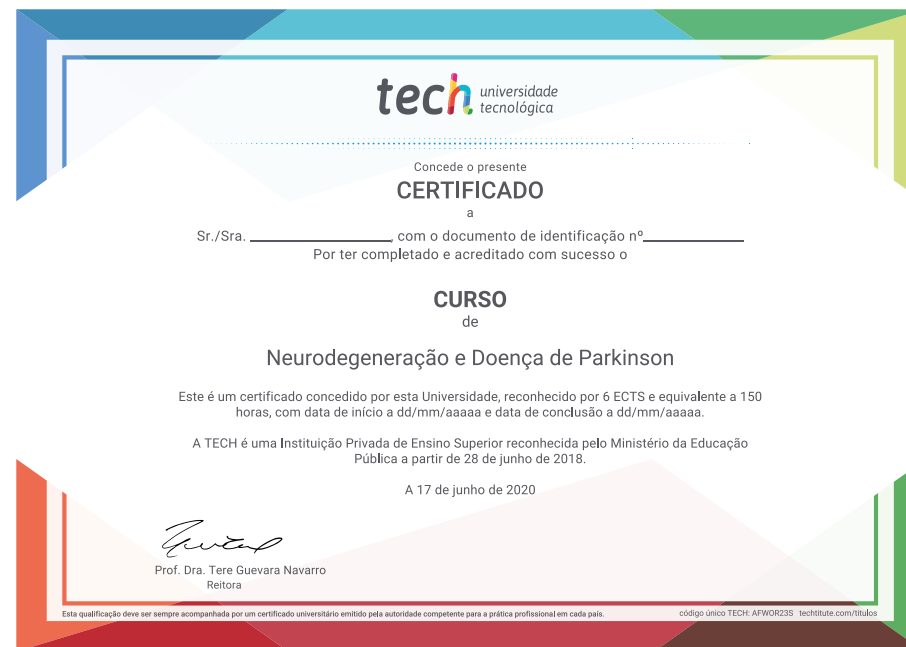 tech universidade
tecnológica
Concede o presente
CERTIFICADO
a
Sr./Sra. ________________, com o documento de identificação nº____________
Por ter completado e acreditado com sucesso o
CURSO
de
Neurodegeneração e Doença de Parkinson
Este é um certificado concedido por esta Universidade, reconhecido por 6 ECTS e equivalente a 150
horas, com data de início a dd/mm/aaaaa e data de conclusão a dd/mm/aaaaa.
A TECH é uma Instituição Privada de Ensino Superior reconhecida pelo Ministério da Educação
Pública a partir de 28 de junho de 2018.
A 17 de junho de 2020
Prof. Dra. Tere Guevara Navarro
Reitora
Esta qualificação deve ser sempre acompanhada por um certificado universitário emitido pela autoridade competente para a prática profissional em cada país. código único TECH: AFWOR23S techtitute.com/titulos